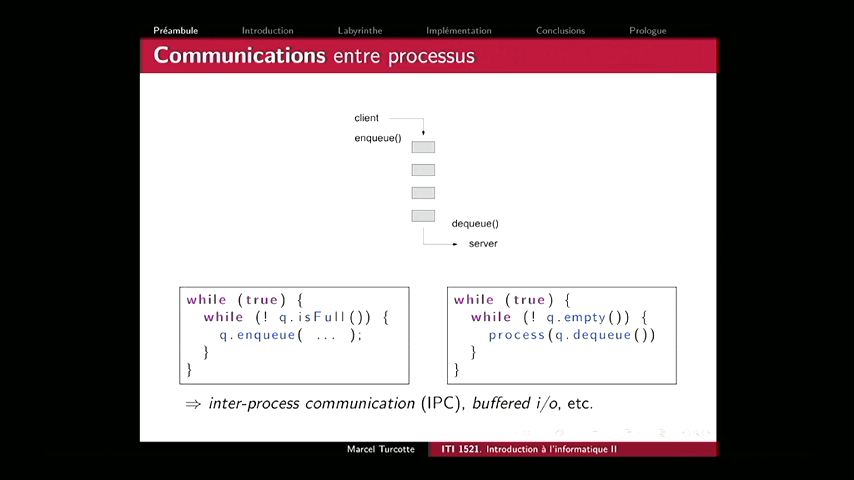 Préambule Introduction Labyrinthe Implémentation Conclusions Prologue
Communications entre processus
client
enqueue()
dequeue()
server
while (true) {
while (! q.isFull()) {
q.enqueue( ... );
}
}
while (true) {
while (! q.empty()) {
process(q.dequeue())
}
}
⇒ inter-process communication (IPC), buffered i/o, etc.
Marcel Turcotte ITI 1521. Introduction à l'informatique II